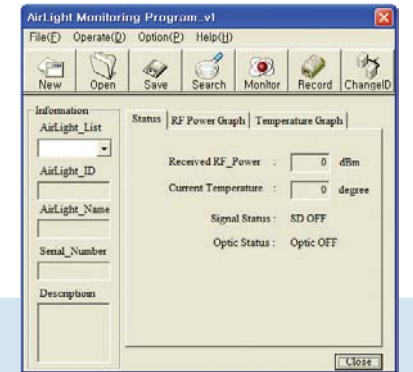 AirLight Monitoring Program_v1
File(F) Operate(D) Option(P) Help(H)
New Open Save Search Monitor Record ChangeID
Information
AirLight_List
AirLight_ID
AirLight_Name
Serial_Number
Description
Status RF Power Graph Temperature Graph
Received RF_Power : 0 dBm
Current Temperature : 0 degree
Signal Status : SD OFF
Optic Status : Optic OFF
Close